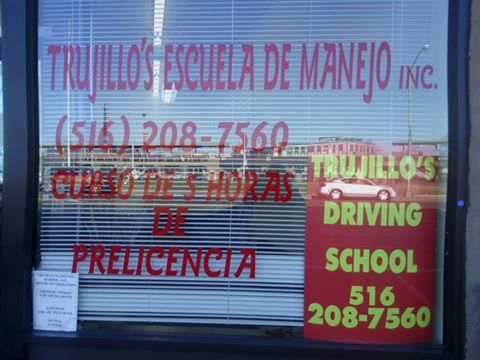 TRUJILLO'S ESCUELA DE MANEJO INC.
(516) 208-7560
CURSO DE 5 HORAS
DE
PRELICENCIA
TRUJILLO'S
DRIVING
SCHOOL
516
208-7560